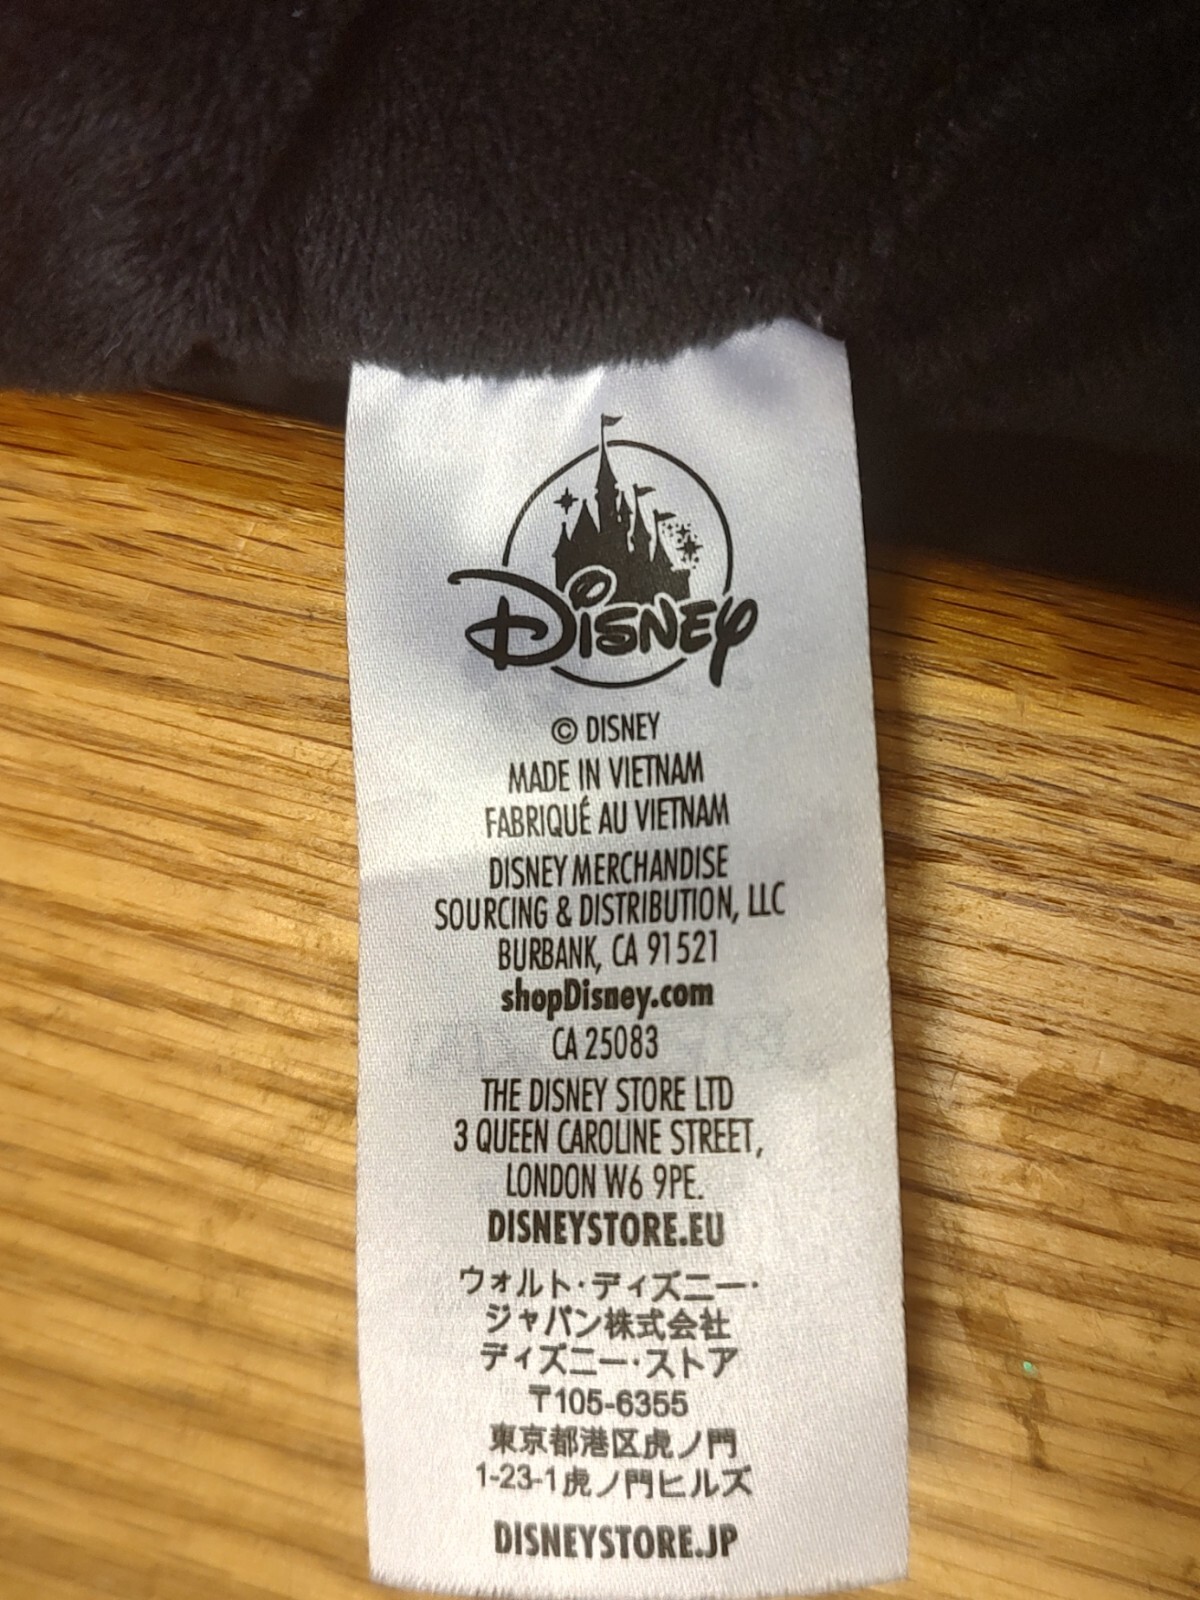 Disney
© DISNEY
MADE IN VIETNAM
FABRIQUÉ AU VIETNAM
DISNEY MERCHANDISE
SOURCING & DISTRIBUTION, LLC
BURBANK, CA 91521
shopDisney.com
CA 25083
THE DISNEY STORE LTD
3 QUEEN CAROLINE STREET,
LONDON W6 9PE.
DISNEYSTORE.EU
ウォルト・ディズニー・
ジャパン株式会社
ディズニー・ストア
〒105-6355
東京都港区虎ノ門
1-23-1虎ノ門ヒルズ
DISNEYSTORE.JP